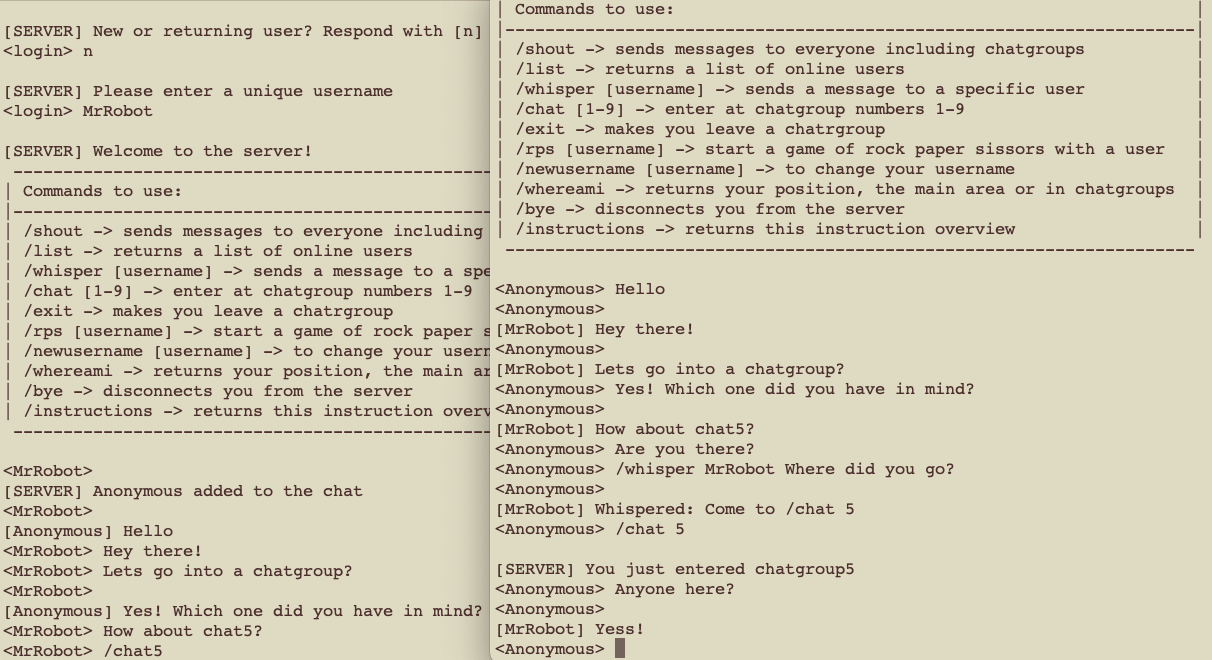 [SERVER] New or returning user? Respond with [n]
<login> n
[SERVER] Please enter a unique username
<login> MrRobot
[SERVER] Welcome to the server!
Commands to use:
/shout -> sends messages to everyone including
/list -> returns a list of online users
/whisper [username] -> sends a message to a spe
/chat [1-9] -> enter at chatgroup numbers 1-9
/exit -> makes you leave a chatrgroup
/rps [username] -> start a game of rock paper s
/newusername [username] -> to change your usern
/whereami -> returns your position, the main ar
/bye -> disconnects you from the server
/instructions -> returns this instruction overv
<MrRobot>
[SERVER] Anonymous added to the chat
<MrRobot>
[Anonymous] Hello
<MrRobot> Hey there!
<MrRobot> Lets go into a chatgroup?
<MrRobot>
[Anonymous] Yes! Which one did you have in mind?
<MrRobot> How about chat5?
<MrRobot> /chat5
Commands to use:
/shout -> sends messages to everyone including chatgroups
/list -> returns a list of online users
/whisper [username] -> sends a message to a specific user
/chat [1-9] -> enter at chatgroup numbers 1-9
/exit -> makes you leave a chatrgroup
/rps [username] -> start a game of rock paper sissors with a user
/newusername [username] -> to change your username
/whereami -> returns your position, the main area or in chatgroups
/bye -> disconnects you from the server
/instructions -> returns this instruction overview
<Anonymous> Hello
<Anonymous>
[MrRobot] Hey there!
<Anonymous>
[MrRobot] Lets go into a chatgroup?
<Anonymous> Yes! Which one did you have in mind?
<Anonymous>
[MrRobot] How about chat5?
<Anonymous> Are you there?
<Anonymous> /whisper MrRobot Where did you go?
<Anonymous>
[MrRobot] Whispered: Come to /chat 5
<Anonymous> /chat 5
[SERVER] You just entered chatgroup5
<Anonymous> Anyone here?
<Anonymous>
[MrRobot] Yess!
<Anonymous>